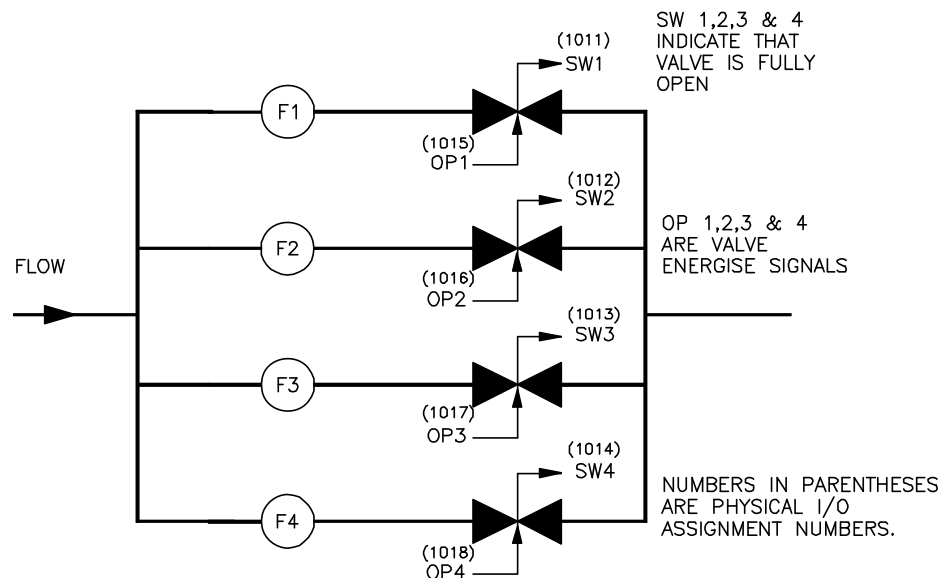 SW 1,2,3 & 4
INDICATE THAT
VALVE IS FULLY
OPEN
(1011)
SW1
F1
(1015)
OP1
(1012)
SW2
F2
(1016)
OP2
OP 1,2,3 & 4
ARE VALVE
ENERGISE SIGNALS
FLOW
(1013)
SW3
F3
(1017)
OP3
(1014)
SW4
F4
(1018)
OP4
NUMBERS IN PARENTHESES
ARE PHYSICAL I/O
ASSIGNMENT NUMBERS.